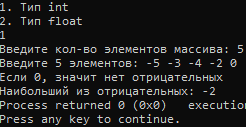 1. Тип int
2. Тип float
1
Введите кол-во элементов массива: 5
Введите 5 элементов: -5 -3 -4 -2 0
Если 0, значит нет отрицательных
Наибольший из отрицательных: -2
Process returned 0 (0x0)   execution
Press any key to continue.